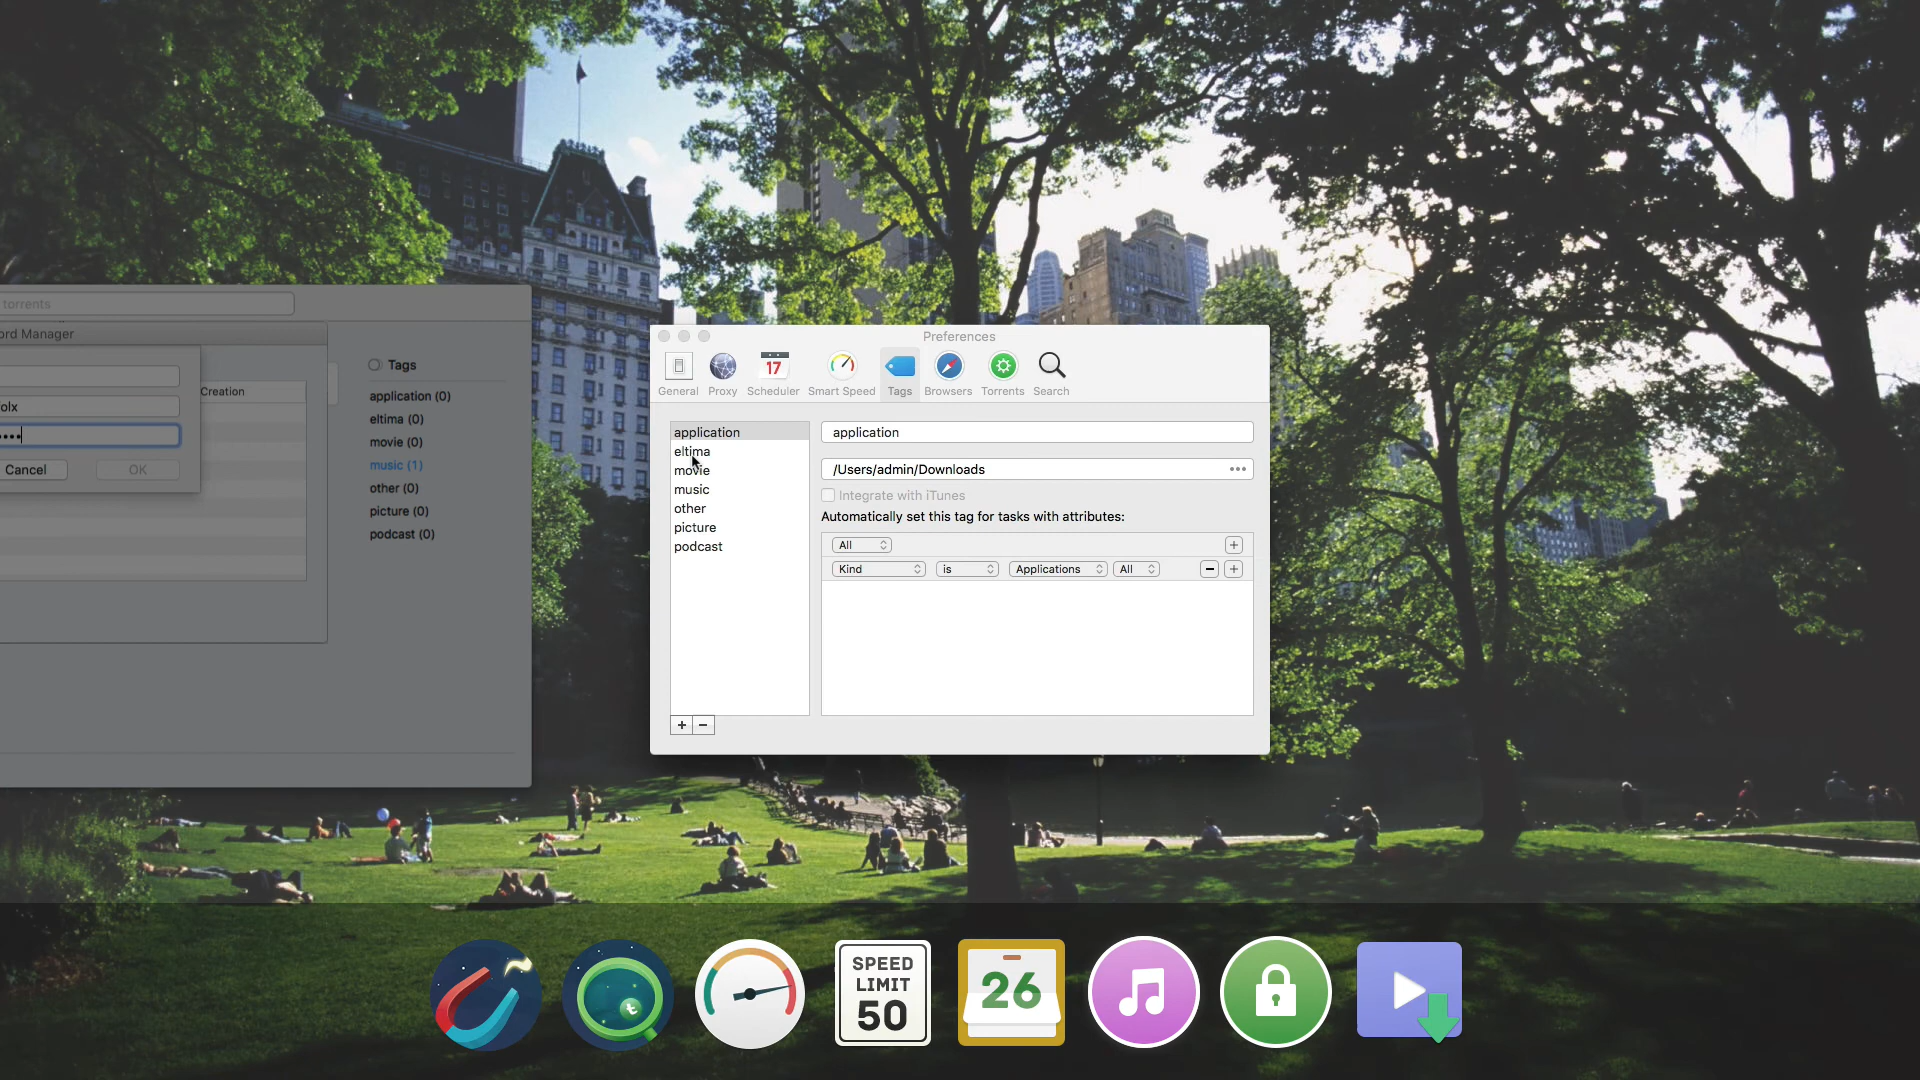 torrents
ord Manager
olx
Cancel
OK
Creation
Tags
application (0)
eltima (0)
movie (0)
music (1)
other (0)
picture (0)
podcast (0)
Preferences
General
Proxy
17
Scheduler
Smart Speed
Tags
Browsers
Torrents
Search
application
eltima
movie
music
other
picture
podcast
application
/Users/admin/Downloads
Integrate with iTunes
Automatically set this tag for tasks with attributes:
All
Kind is Applications All
SPEED
LIMIT
50
26
t